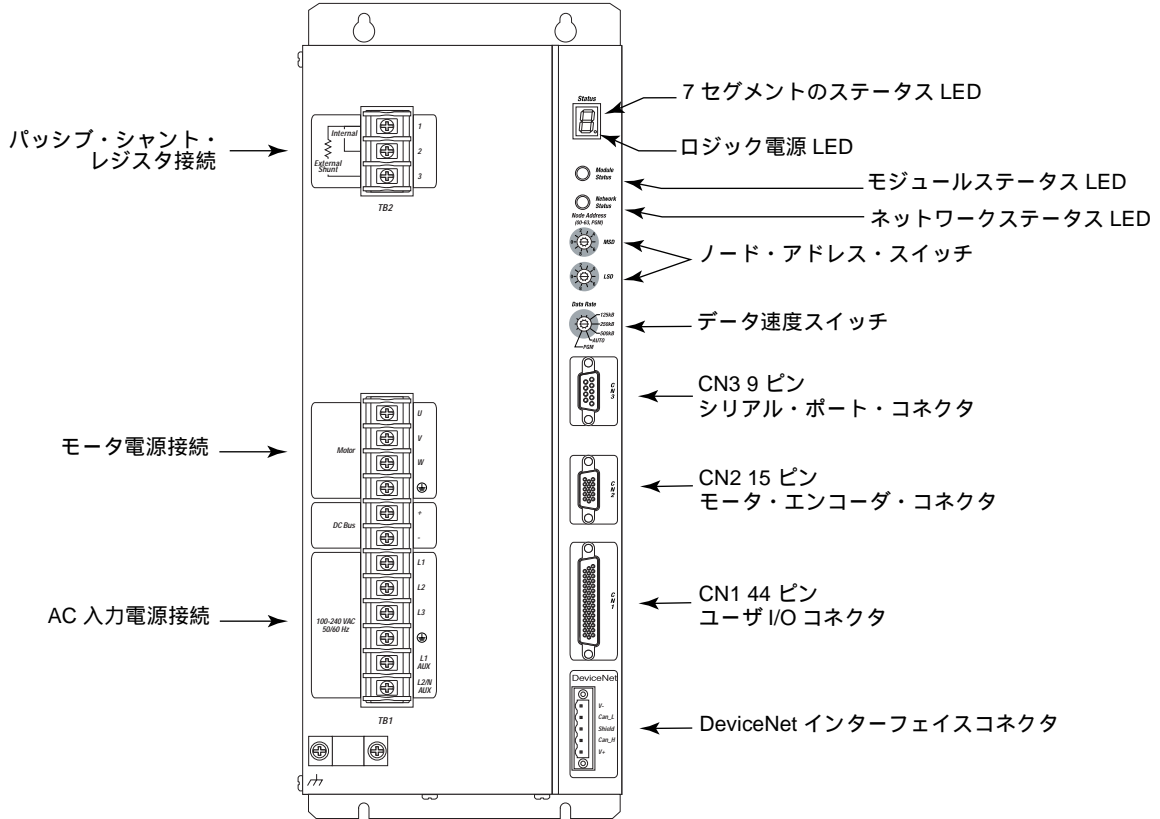 パッシブ・シャント・
レジスタ接続
Internal
External
Shunt
1
2
3
TB2
モータ電源接続
Motor
U
V
W
DC Bus
+
-
AC 入力電源接続
100-240 VAC
50/60 Hz
L1
L2
L3
L1
AUX
L2/N
AUX
TB1
Status
7 セグメントのステータス LED
ロジック電源 LED
Module
Status
モジュールステータス LED
Network
Status
ネットワークステータス LED
Node Address
(00-63, PGM)
MSD
LSD
ノード・アドレス・スイッチ
Data Rate
125kB
250kB
500kB
AUTO
PGM
データ速度スイッチ
CN3
CN3 9 ピン
シリアル・ポート・コネクタ
CN2
CN2 15 ピン
モータ・エンコーダ・コネクタ
CN1
CN1 44 ピン
ユーザ I/O コネクタ
DeviceNet
V-
Can_L
Shield
Can_H
V+
DeviceNet インターフェイスコネクタ